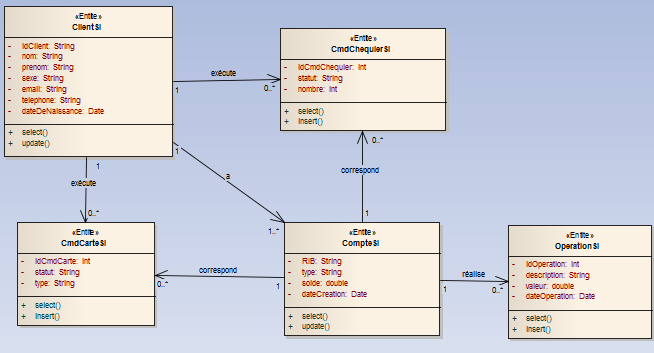 «Entite»
ClientSI
- idClient: String
- nom: String
- prenom: String
- sexe: String
- email: String
- telephone: String
- dateDeNaissance: Date
+ select()
+ update()
«Entite»
CmdChequierSI
- idCmdChequier: Int
- statut: String
- nombre: Int
+ select()
+ insert()
exécute
1
0..*
1
exécute
0..*
1
a
1..*
0..*
correspond
1
«Entite»
CmdCarteSI
- idCmdCarte: Int
- statut: String
- type: String
+ select()
+ insert()
correspond
0..*
1
«Entite»
CompteSI
- RIB: String
- type: String
- solde: double
- dateCreation: Date
+ select()
+ update()
réalise
1
0..*
«Entite»
OperationSI
- idOperation: Int
- description: String
- valeur: double
- dateOperation: Date
+ select()
+ insert()